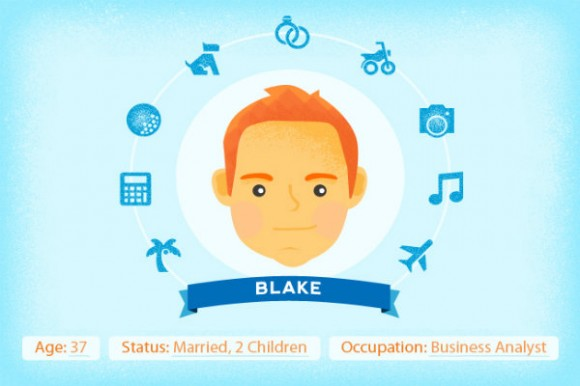 BLAKE
Age: 37 Status: Married, 2 Children Occupation: Business Analyst